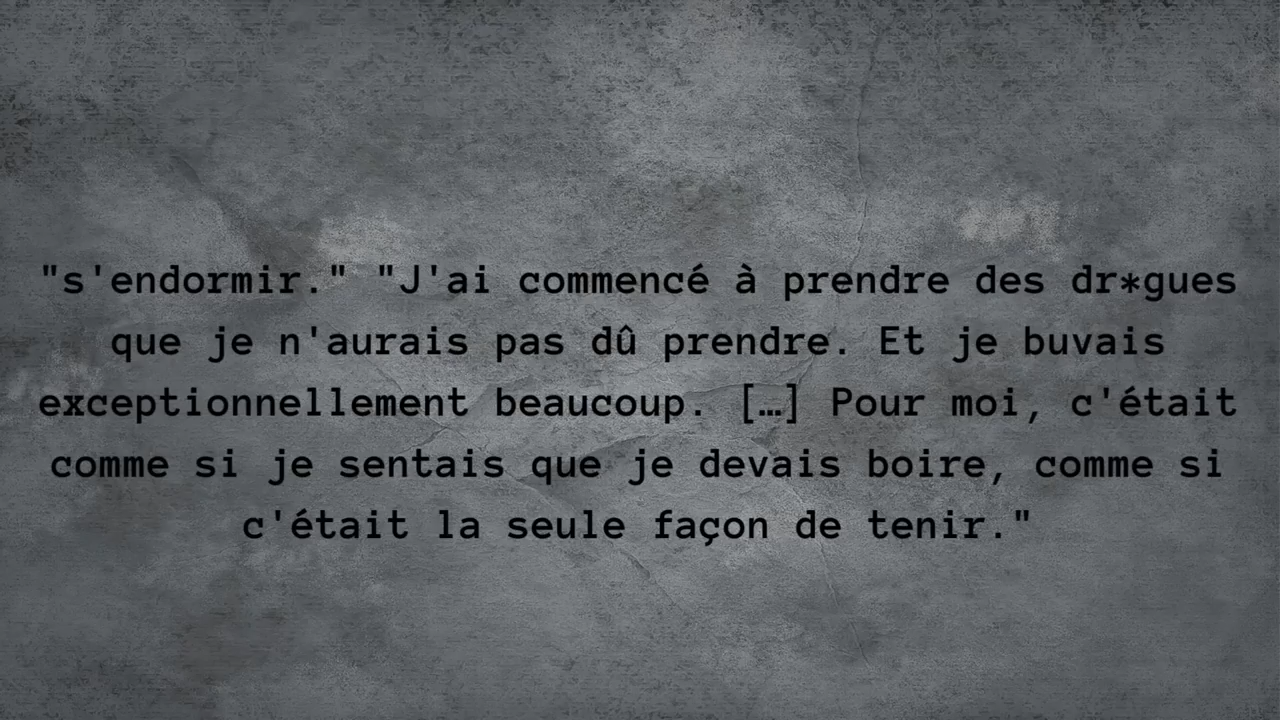 "s'endormir." "J'ai commencé à prendre des dr*gues
que je n'aurais pas dû prendre. Et je buvais
exceptionnellement beaucoup. […] Pour moi, c'était
comme si je sentais que je devais boire, comme si
c'était la seule façon de tenir."